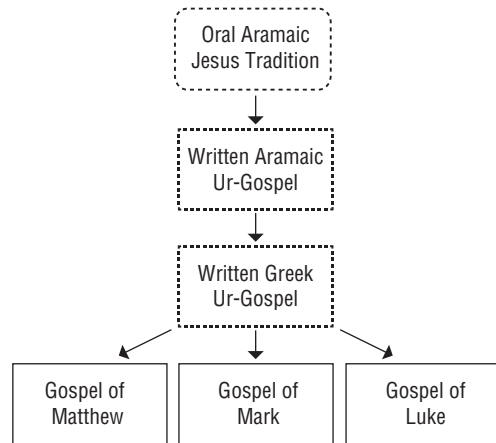 Oral Aramaic
Jesus Tradition
Written Aramaic
Ur-Gospel
Written Greek
Ur-Gospel
Gospel of
Matthew
Gospel of
Mark
Gospel of
Luke